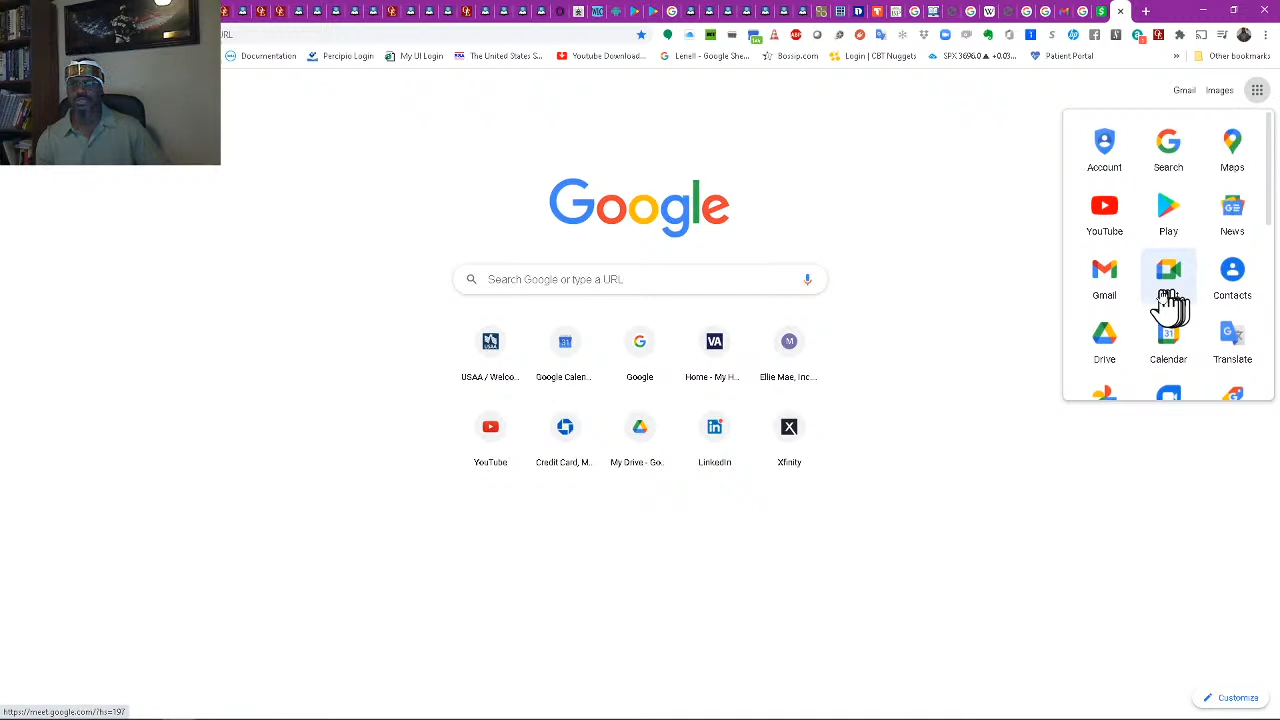 URL
Documentation
Percipio Login
My UI Login
The United States S...
Youtube Download...
Lenell - Google She...
Bossip.com
Login | CBT Nuggets
SPX 3696.0 ▲ +0.03...
Patient Portal
»
Other bookmarks
Gmail
Images
Account
Search
Maps
YouTube
Play
News
Gmail
Contacts
Drive
Calendar
Translate
Google
Search Google or type a URL
USAA / Welco...
Google Calen...
Google
Home - My H...
Ellie Mae, Inc...
YouTube
Credit Card, M...
My Drive - Go...
LinkedIn
Xfinity
https://meet.google.com/?hs=197
Customize